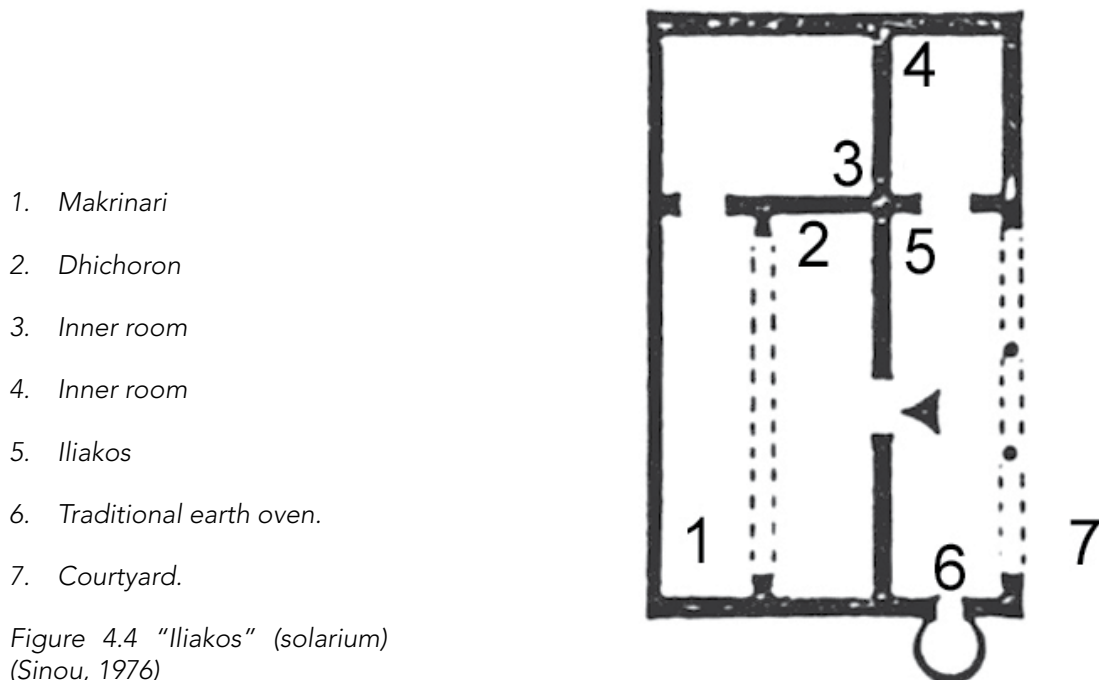 1. Makrinari
2. Dhichoron
3. Inner room
4. Inner room
5. Iliakos
6. Traditional earth oven.
7. Courtyard.
Figure 4.4 “Iliakos” (solarium)
(Sinou, 1976)
4
3
2
5
1
6
7